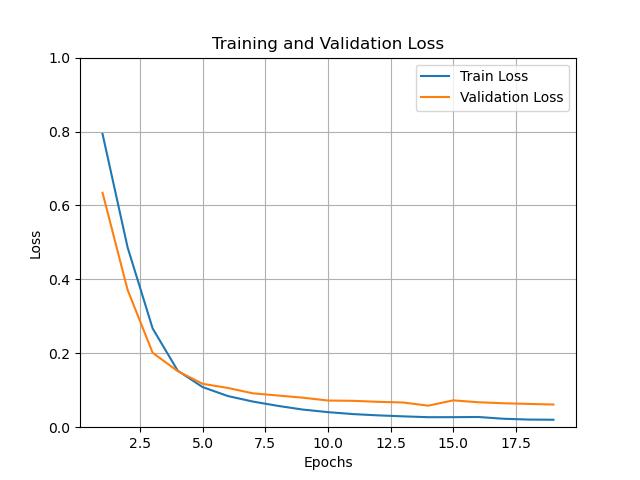 Training and Validation Loss
Train Loss
Validation Loss
1.0
0.8
0.6
0.4
0.2
0.0
Loss
2.5 5.0 7.5 10.0 12.5 15.0 17.5
Epochs